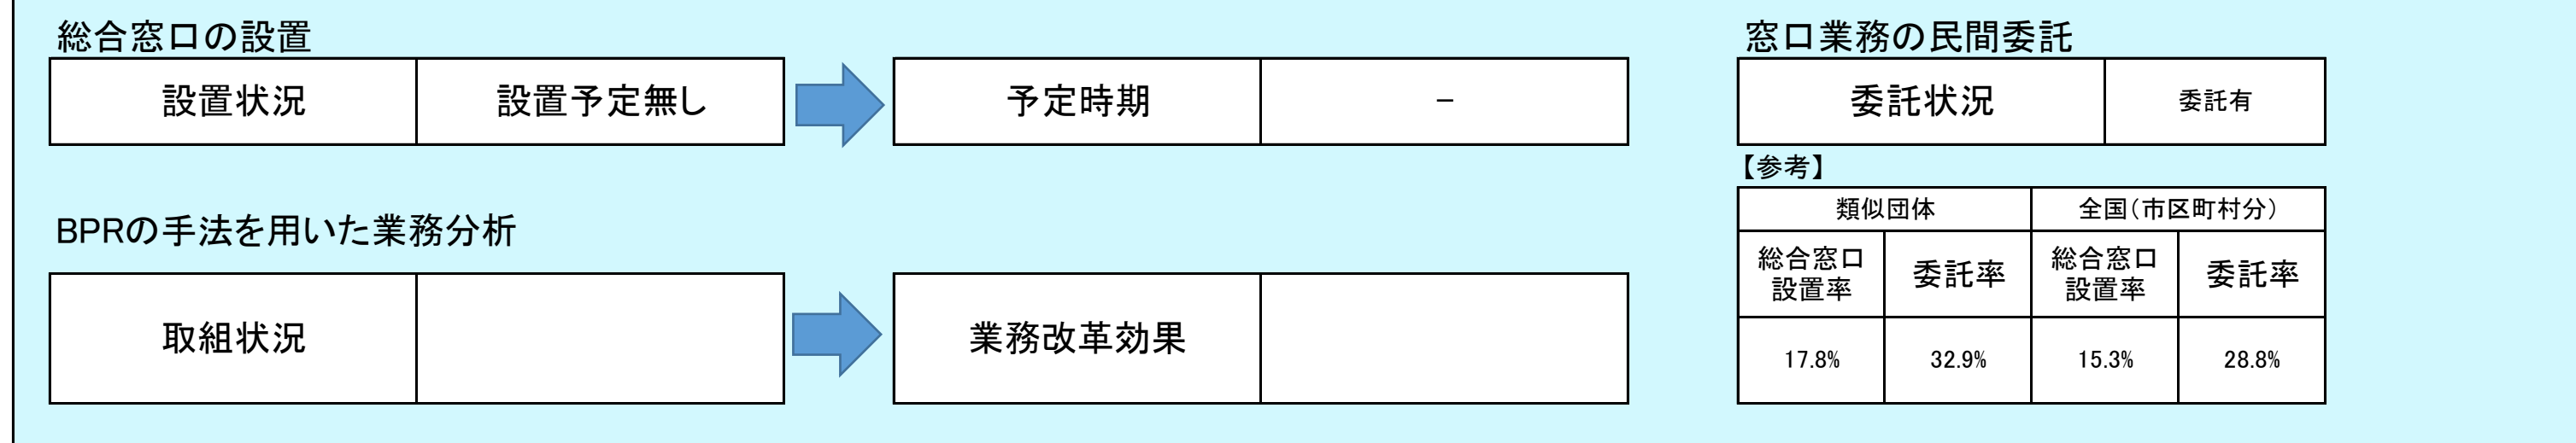 総合窓口の設置
設置状況
設置予定無し
予定時期
－
BPRの手法を用いた業務分析
取組状況
業務改革効果
窓口業務の民間委託
委託状況
委託有
【参考】
類似団体
全国（市区町村分）
総合窓口
設置率
委託率
総合窓口
設置率
委託率
17.8%
32.9%
15.3%
28.8%